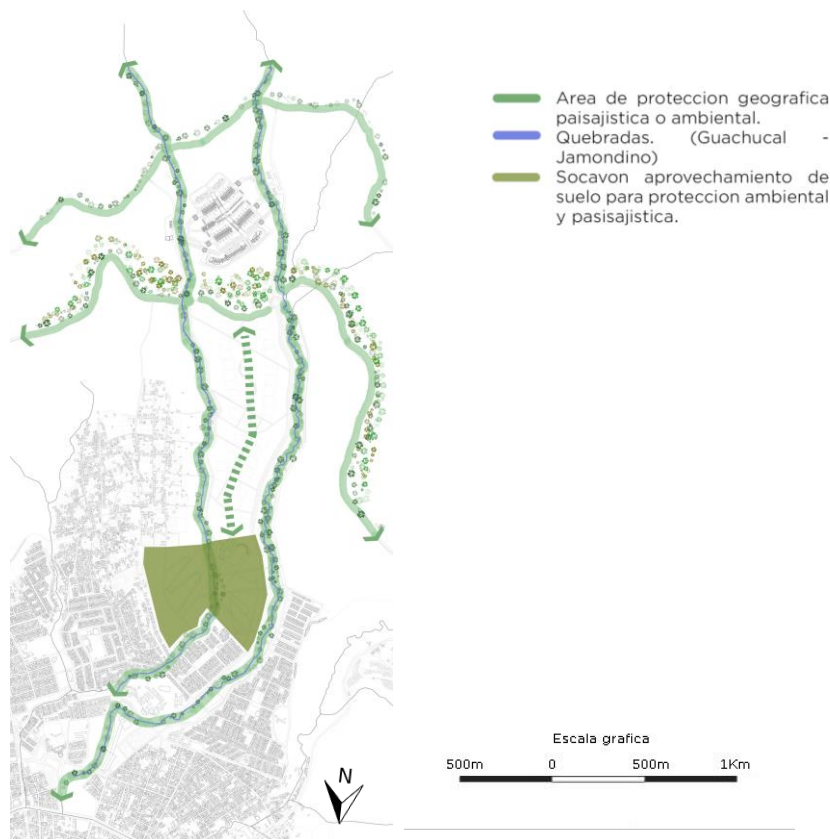 Area de proteccion geografica
paisajistica o ambiental.
Quebradas. (Guachucal -
Jamondino)
Socavon aprovechamiento de
suelo para proteccion ambiental
y pasisajistica.
Escala grafica
500m 0 500m 1Km
N